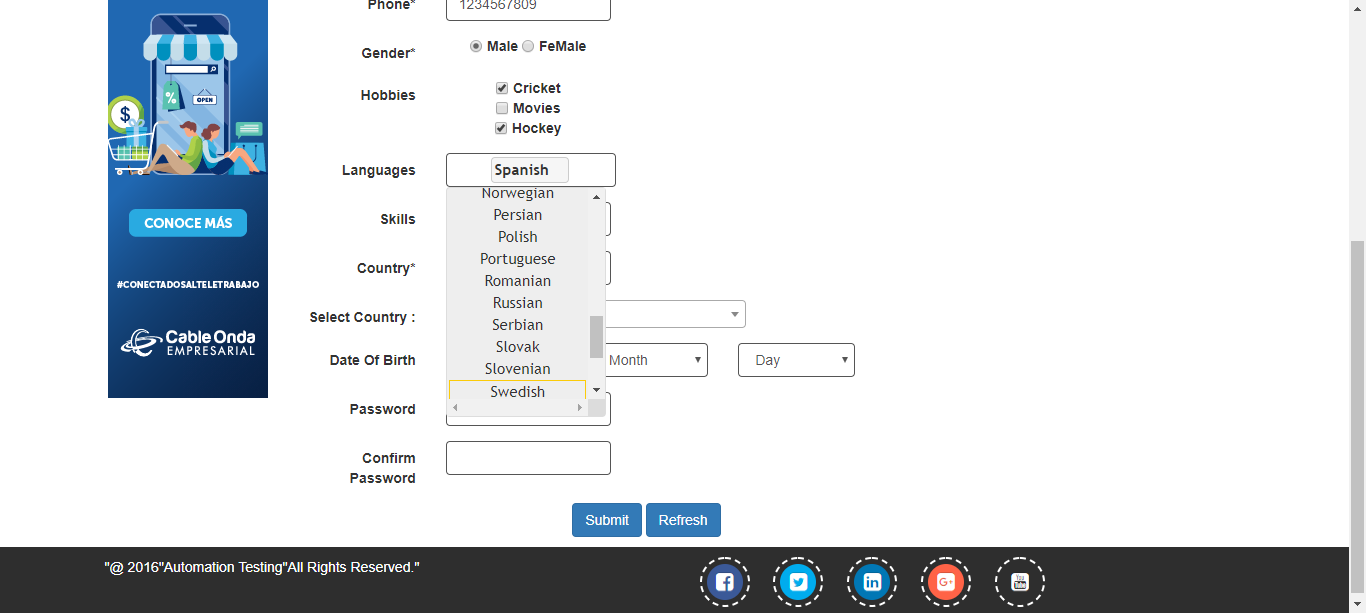 Phone*
1234567809
Gender*
Male
FeMale
Hobbies
Cricket
Movies
Hockey
Languages
Spanish
Norwegian
Persian
Polish
Portuguese
Romanian
Russian
Serbian
Slovak
Slovenian
Swedish
Skills
Country*
Select Country :
Date Of Birth
Month
Day
Password
Confirm
Password
Submit
Refresh
$
%
OPEN
CONOCE MÁS
#CONECTADOSALTELETRABAJO
Cable Onda
EMPRESARIAL
"@ 2016"Automation Testing"All Rights Reserved."
f
in
G+
You
Tube